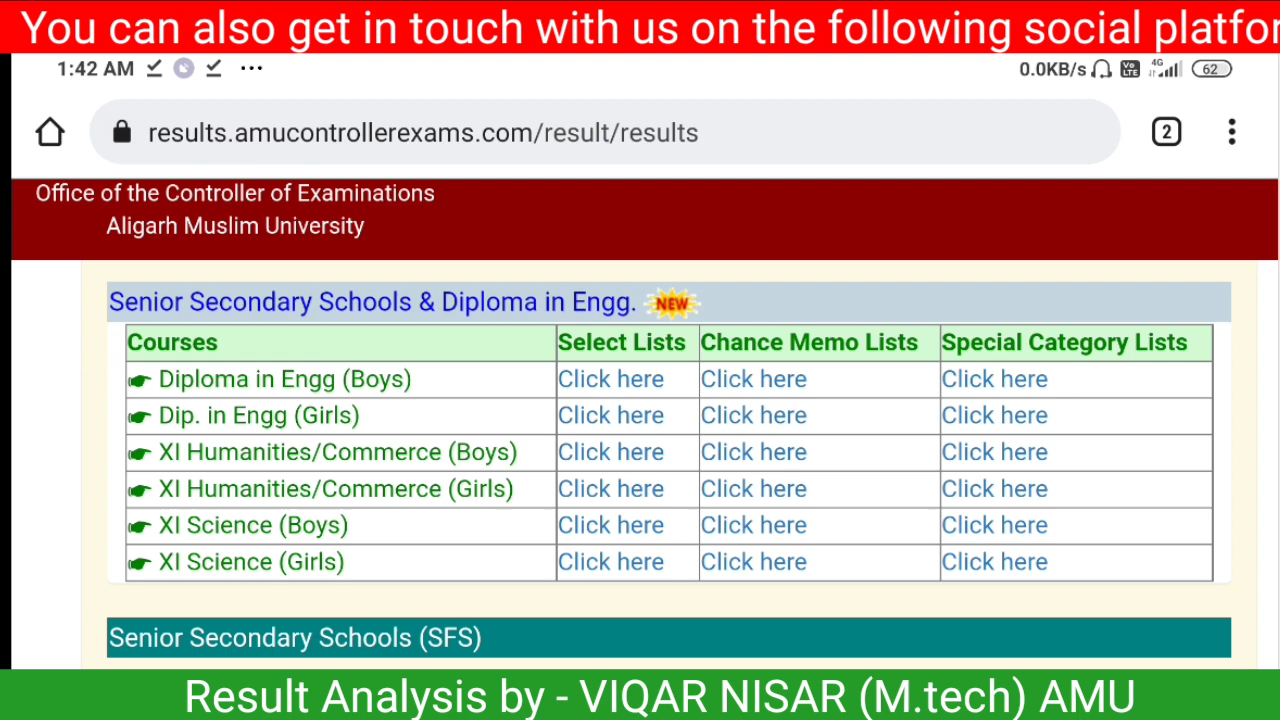 You can also get in touch with us on the following social platfor
1:42 AM ... 0.0KB/s Vo LTE 4G 62
results.amucontrollerexams.com/result/results 2
Office of the Controller of Examinations
Aligarh Muslim University
Senior Secondary Schools & Diploma in Engg. NEW
Courses Select Lists Chance Memo Lists Special Category Lists
Diploma in Engg (Boys) Click here Click here Click here
Dip. in Engg (Girls) Click here Click here Click here
XI Humanities/Commerce (Boys) Click here Click here Click here
XI Humanities/Commerce (Girls) Click here Click here Click here
XI Science (Boys) Click here Click here Click here
XI Science (Girls) Click here Click here Click here
Senior Secondary Schools (SFS)
Result Analysis by - VIQAR NISAR (M.tech) AMU